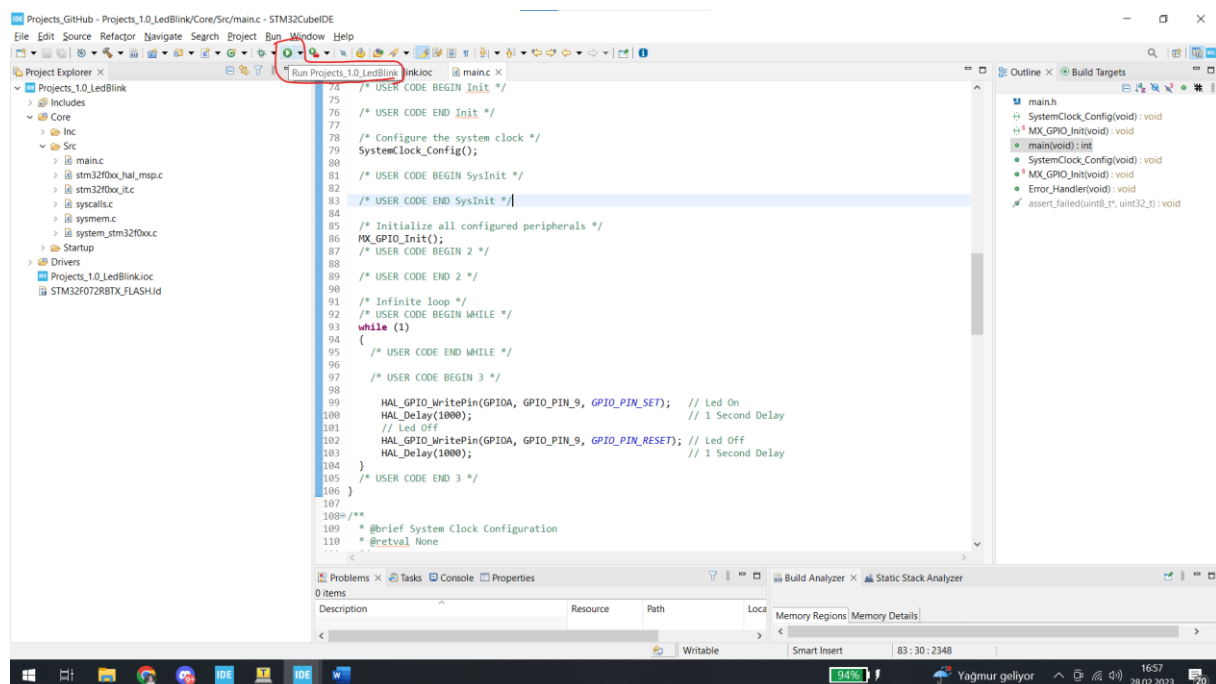 Projects_GitHub - Projects_1.0_LedBlink/Core/Src/main.c - STM32CubeIDE
File Edit Source Refactor Navigate Search Project Run Window Help
Project Explorer
Run Projects_1.0_LedBlink
ink.ioc
main.c
Outline
Build Targets
Projects_1.0_LedBlink
Includes
Core
Inc
Src
main.c
stm32f0xx_hal_msp.c
stm32f0xx_it.c
syscalls.c
sysmem.c
system_stm32f0xx.c
Startup
Drivers
Projects_1.0_LedBlink.ioc
STM32F072RBTX_FLASH.ld
74 /* USER CODE BEGIN Init */
75
76 /* USER CODE END Init */
77
78 /* Configure the system clock */
79 SystemClock_Config();
80
81 /* USER CODE BEGIN SysInit */
82
83 /* USER CODE END SysInit */
84
85 /* Initialize all configured peripherals */
86 MX_GPIO_Init();
87 /* USER CODE BEGIN 2 */
88
89 /* USER CODE END 2 */
90
91 /* Infinite loop */
92 /* USER CODE BEGIN WHILE */
93 while (1)
94 {
95 /* USER CODE END WHILE */
96
97 /* USER CODE BEGIN 3 */
98
99 HAL_GPIO_WritePin(GPIOA, GPIO_PIN_9, GPIO_PIN_SET); // Led On
100 HAL_Delay(1000); // 1 Second Delay
101 // Led Off
102 HAL_GPIO_WritePin(GPIOA, GPIO_PIN_9, GPIO_PIN_RESET); // Led Off
103 HAL_Delay(1000); // 1 Second Delay
104 }
105 /* USER CODE END 3 */
106 }
107
108 /**
109 * @brief System Clock Configuration
110 * @retval None
main.h
SystemClock_Config(void) : void
MX_GPIO_Init(void) : void
main(void) : int
SystemClock_Config(void) : void
MX_GPIO_Init(void) : void
Error_Handler(void) : void
assert_failed(uint8_t*, uint32_t) : void
Problems Tasks Console Properties
0 items
Description Resource Path Loca
Build Analyzer Static Stack Analyzer
Memory Regions Memory Details
Writable Smart Insert 83 : 30 : 2348
94% Yağmur geliyor 16:57
28.02.2023
20